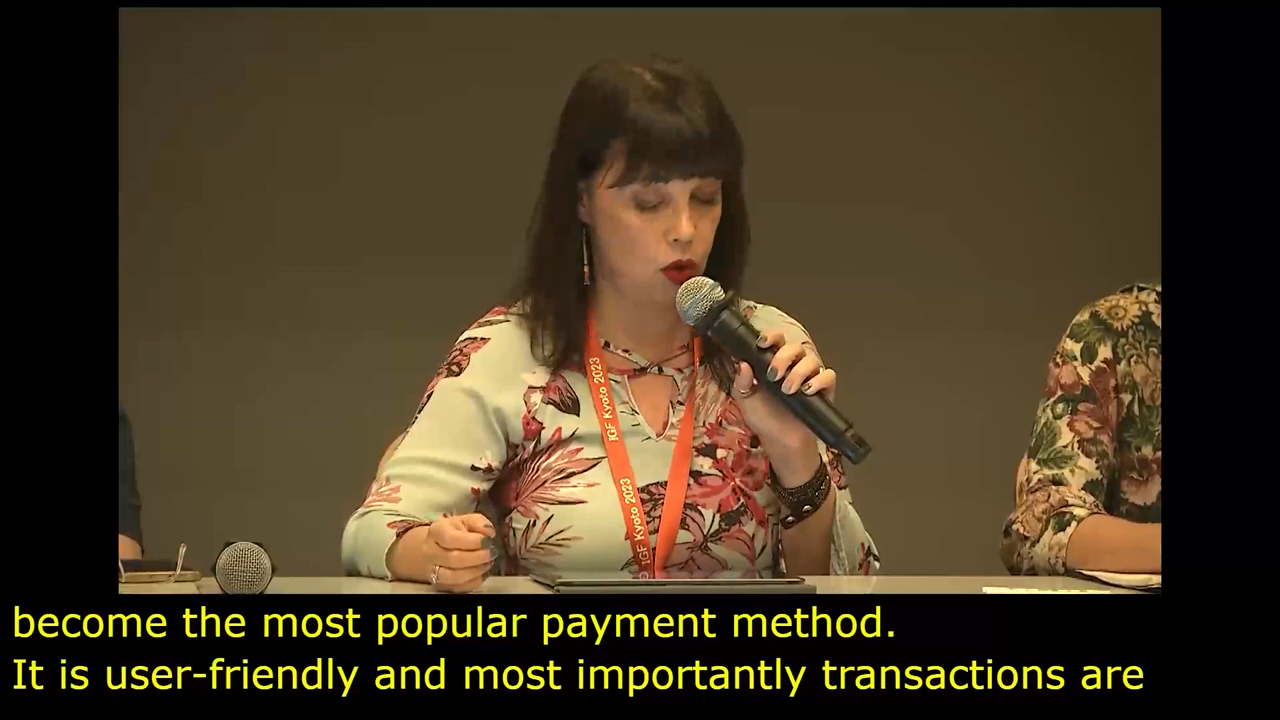 IGF Kyoto 2023
IGF Kyoto 2023
become the most popular payment method.
It is user-friendly and most importantly transactions are